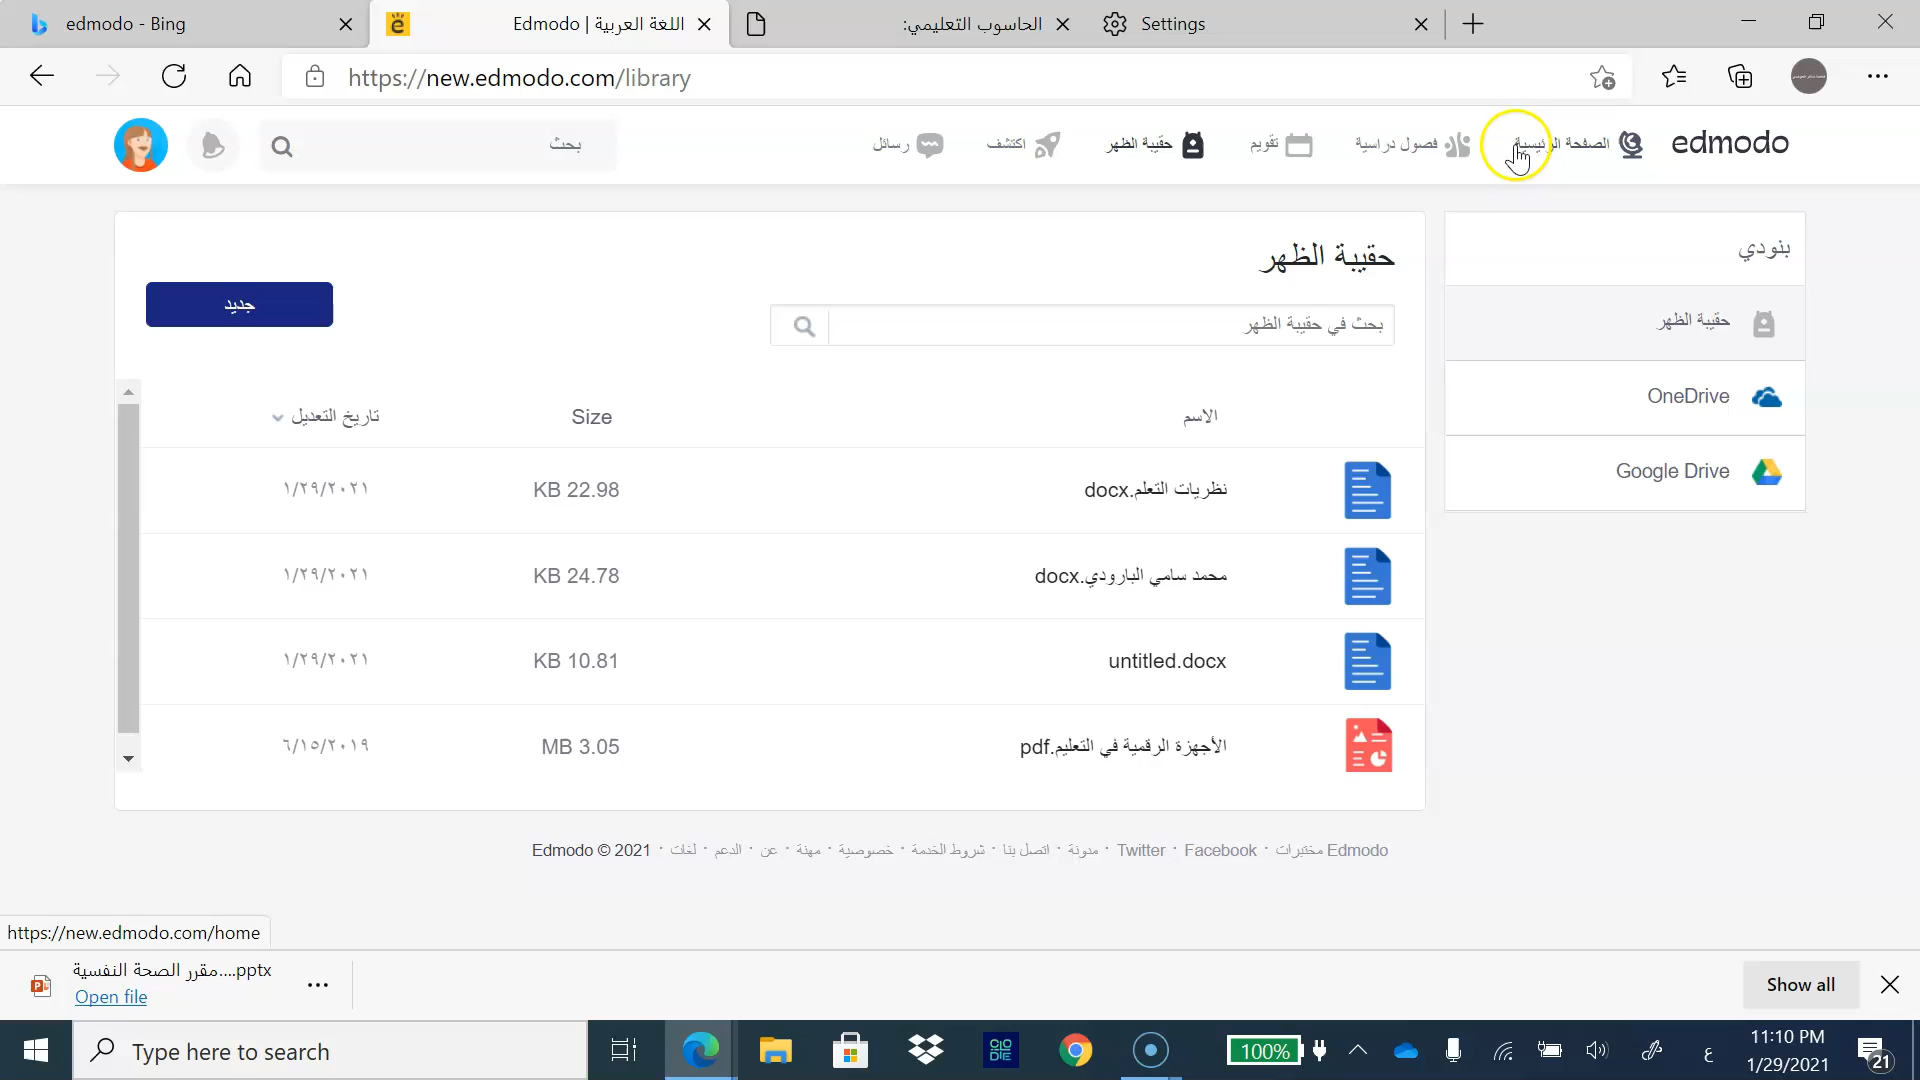 edmodo - Bing
اللغة العربية | Edmodo
الحاسوب التعليمي:
Settings
https://new.edmodo.com/library
edmodo
الصفحة الرئيسية
فصول دراسية
تقويم
حقيبة الظهر
اكتشف
رسائل
بحث
بنودي
حقيبة الظهر
OneDrive
Google Drive
حقيبة الظهر
جديد
بحث في حقيبة الظهر
الاسم Size تاريخ التعديل
نظريات التعلم.docx 22.98 KB ١/٢٩/٢٠٢١
محمد سامي البارودي.docx 24.78 KB ١/٢٩/٢٠٢١
untitled.docx 10.81 KB ١/٢٩/٢٠٢١
الأجهزة الرقمية في التعليم.pdf 3.05 MB ٦/١٥/٢٠١٩
Edmodo مختبرات · Facebook · Twitter · مدونة · اتصل بنا · شروط الخدمة · خصوصية · مهنة · عن · الدعم · لغات · Edmodo © 2021
https://new.edmodo.com/home
مقرر الصحة النفسية....pptx
Open file
Show all
Type here to search
CODE
100%
ع
11:10 PM
1/29/2021
21